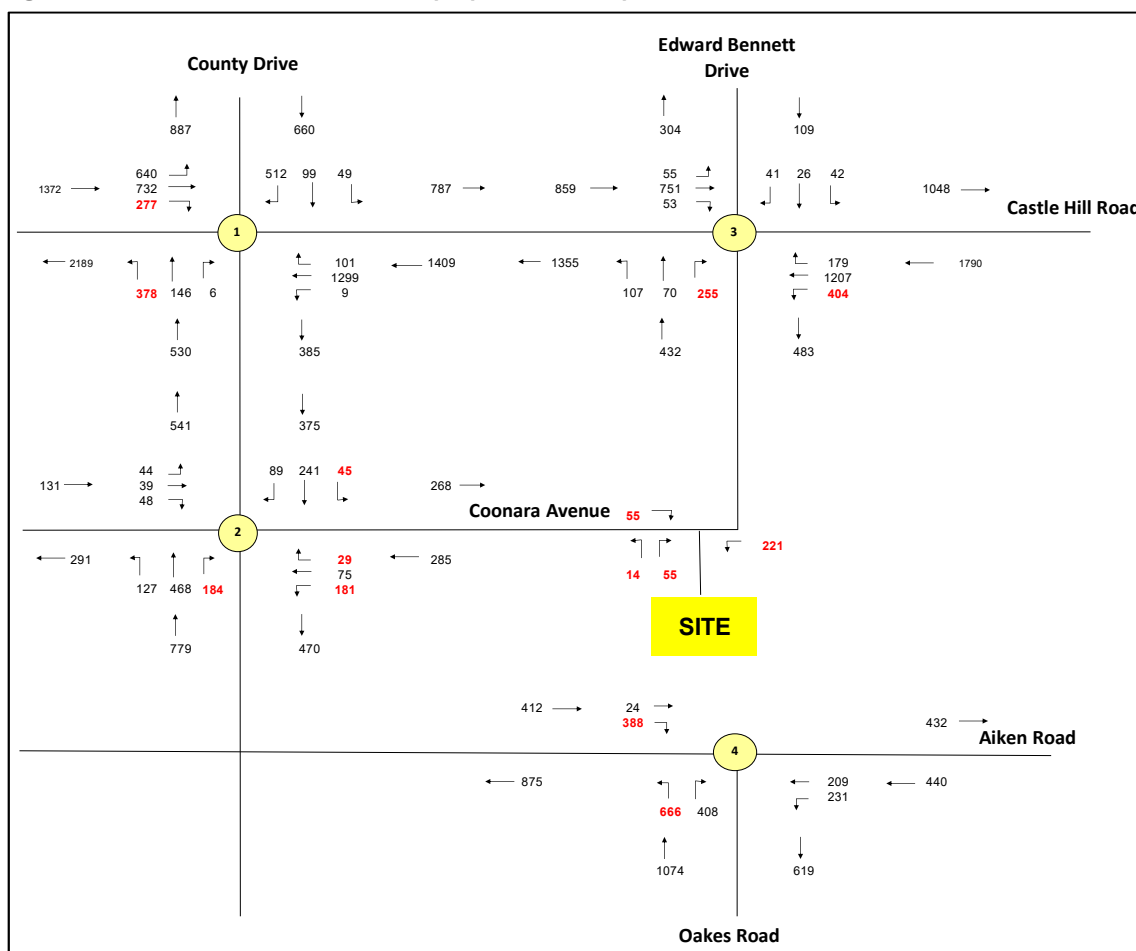 Edward Bennett
Drive
County Drive
887 660 304 109
640
1372 732 512 99 49 787 859
277
55
751 41 26 42 1048
53
Castle Hill Road
1 3
2189 378 146 6
101
1299 1409
9
1355 107 70 255
179
1207 1790
404
530 385 432 483
541 375
44
131 39 89 241 45 268
48
Coonara Avenue 55
2
291 127 468 184
29
75 285
181
14 55 221
779 470
SITE
412 24 432
388
Aiken Road
4
875 666 408
209 440
231
1074 619
Oakes Road